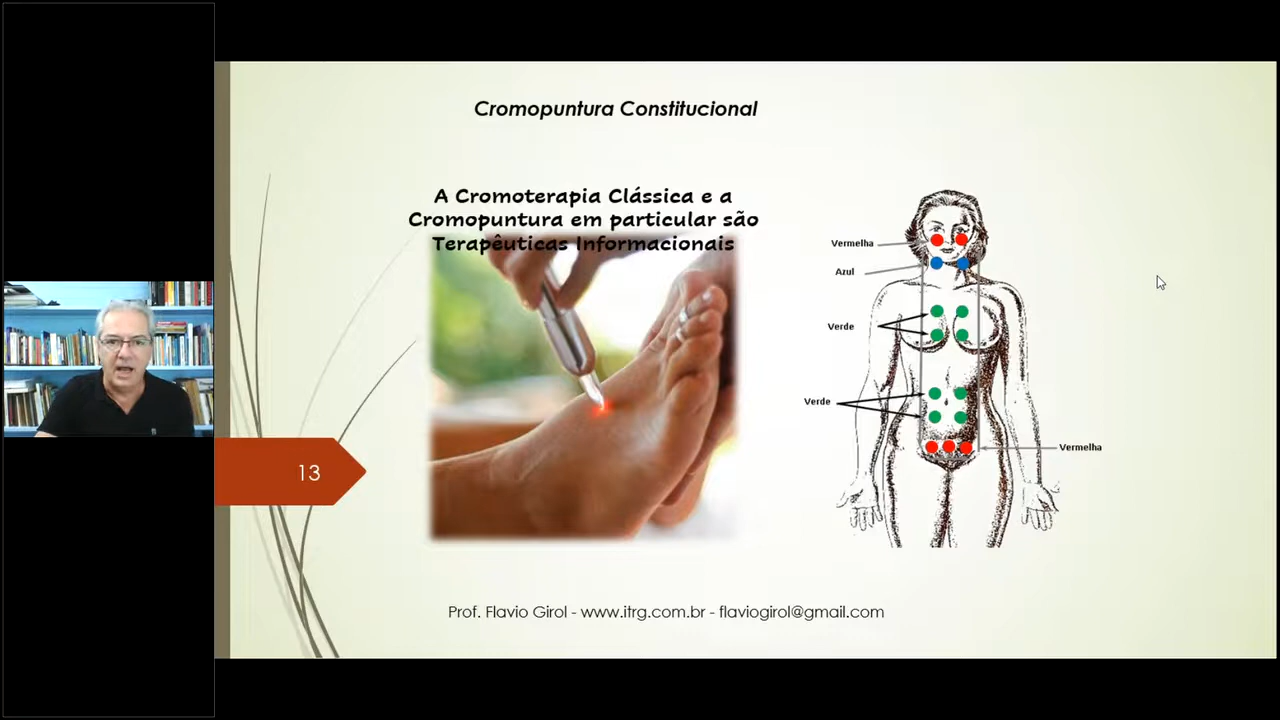 Cromopuntura Constitucional
A Cromoterapia Clássica e a
Cromopuntura em particular são
Terapêuticas Informacionais
Vermelha
Azul
Verde
Verde
Vermelha
13
Prof. Flavio Girol - www.itrg.com.br - flaviogirol@gmail.com